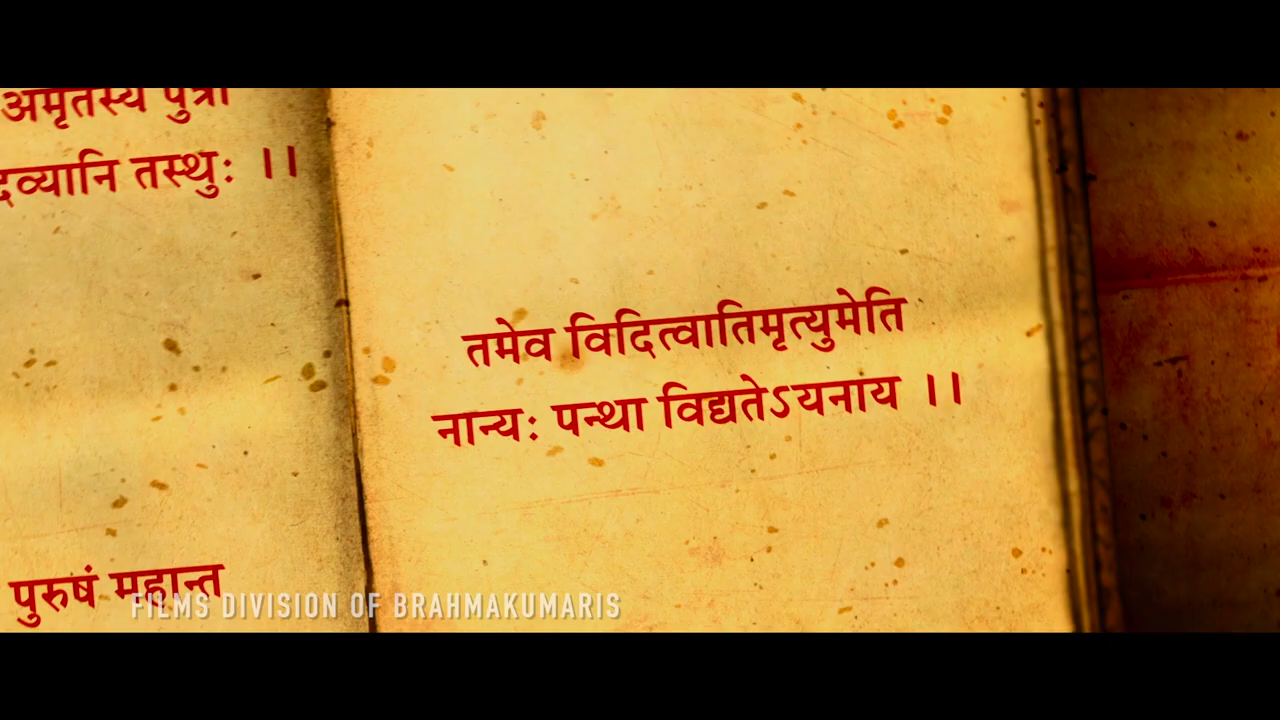 अमृतस्य पुत्रा
दिव्यानि तस्थुः ।।
पुरुषं महान्त
तमेव विदित्वातिमृत्युमेति
नान्यः पन्था विद्यतेऽयनाय ।।
FILMS DIVISION OF BRAHMAKUMARIS